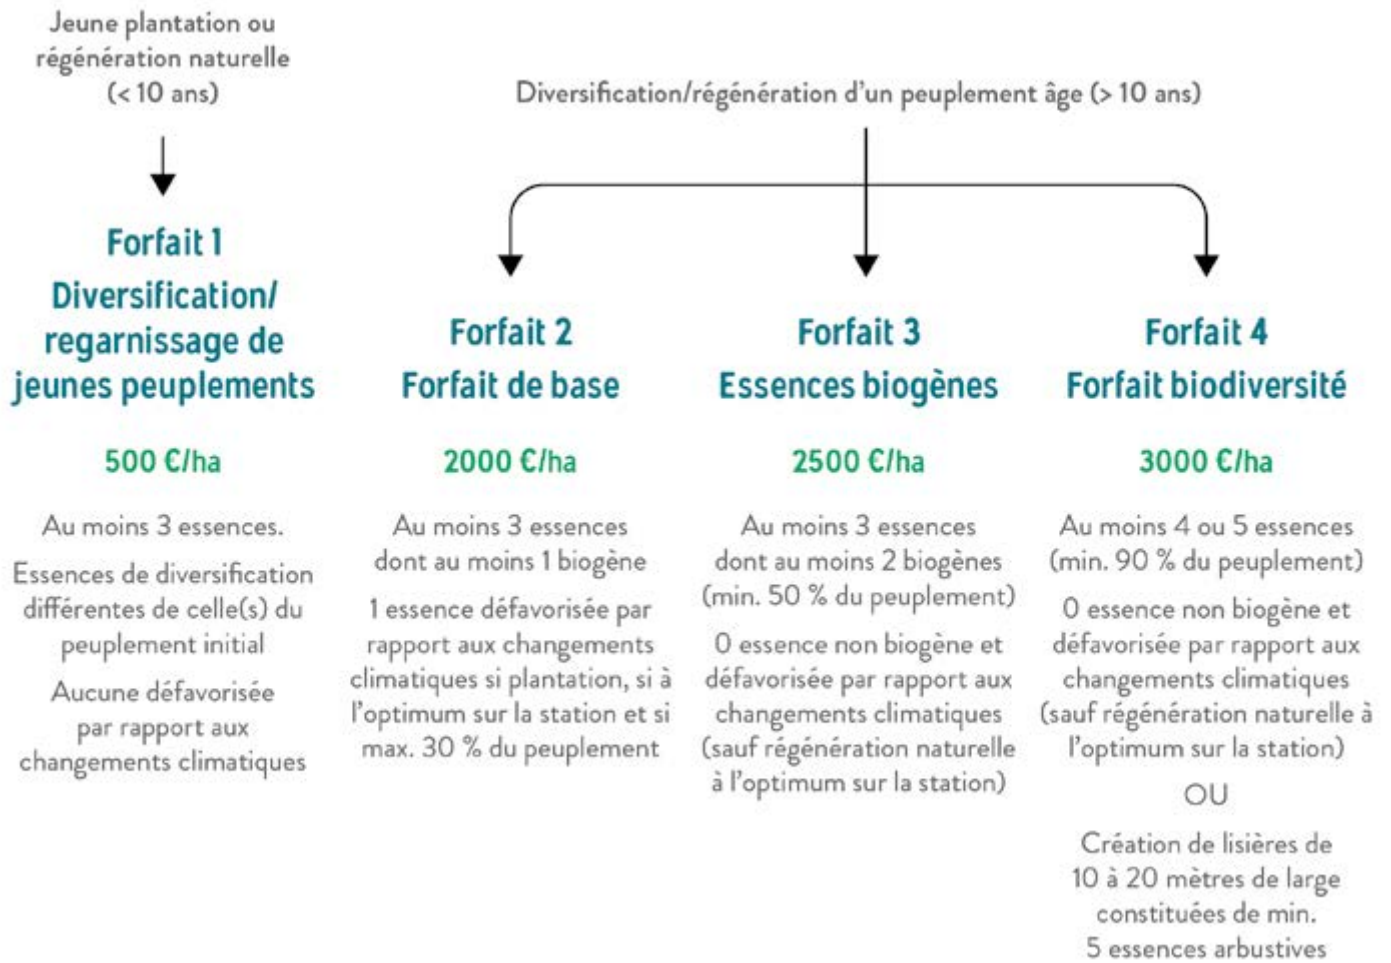 Jeune plantation ou
régénération naturelle
(< 10 ans)
Diversification/régénération d'un peuplement âge (> 10 ans)
Forfait 1
Diversification/
regarnissage de
jeunes peuplements
500 €/ha
Au moins 3 essences.
Essences de diversification
différentes de celle(s) du
peuplement initial
Aucune défavorisée
par rapport aux
changements climatiques
Forfait 2
Forfait de base
2000 €/ha
Au moins 3 essences
dont au moins 1 biogène
1 essence défavorisée par
rapport aux changements
climatiques si plantation, si à
l'optimum sur la station et si
max. 30 % du peuplement
Forfait 3
Essences biogènes
2500 €/ha
Au moins 3 essences
dont au moins 2 biogènes
(min. 50 % du peuplement)
0 essence non biogène et
défavorisée par rapport aux
changements climatiques
(sauf régénération naturelle
à l'optimum sur la station)
Forfait 4
Forfait biodiversité
3000 €/ha
Au moins 4 ou 5 essences
(min. 90 % du peuplement)
0 essence non biogène et
défavorisée par rapport aux
changements climatiques
(sauf régénération naturelle à
l'optimum sur la station)
OU
Création de lisières de
10 à 20 mètres de large
constituées de min.
5 essences arbustives